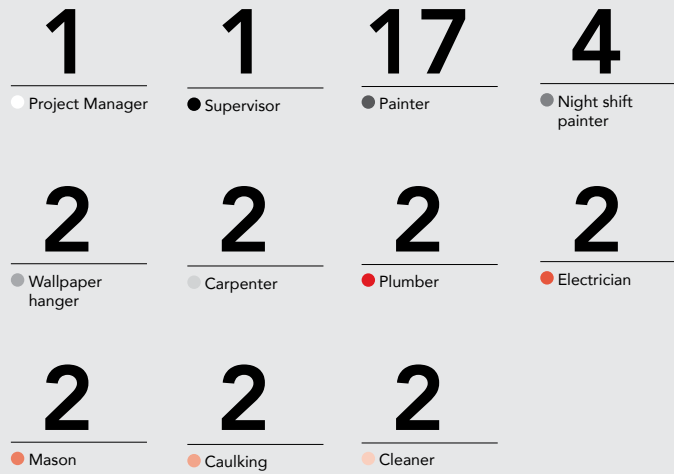 1
Project Manager
1
Supervisor
17
Painter
4
Night shift
painter
2
Wallpaper
hanger
2
Carpenter
2
Plumber
2
Electrician
2
Mason
2
Caulking
2
Cleaner